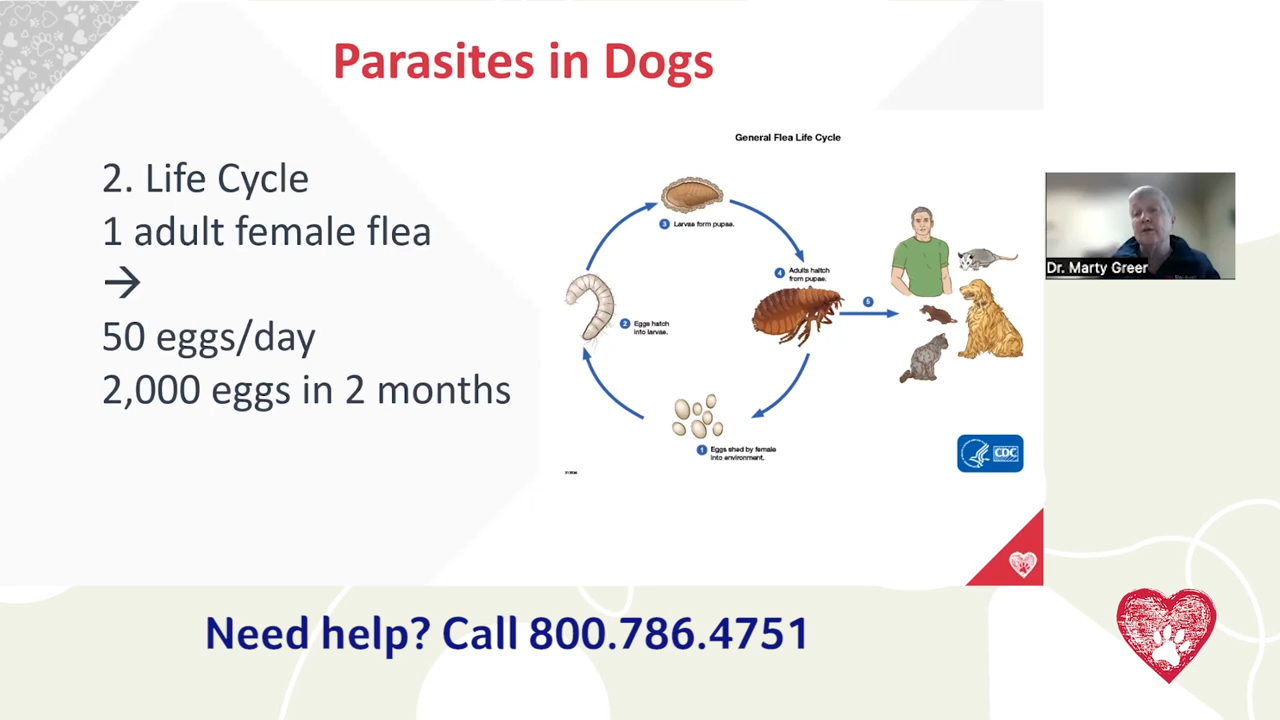 Parasites in Dogs
2. Life Cycle
1 adult female flea
→
50 eggs/day
2,000 eggs in 2 months
General Flea Life Cycle
3 Larvae form pupae.
4 Adults hatch
from pupae.
5
2 Eggs hatch
into larvae.
1 Eggs shed by female
into environment.
CDC
Dr. Marty Greer
Need help? Call 800.786.4751